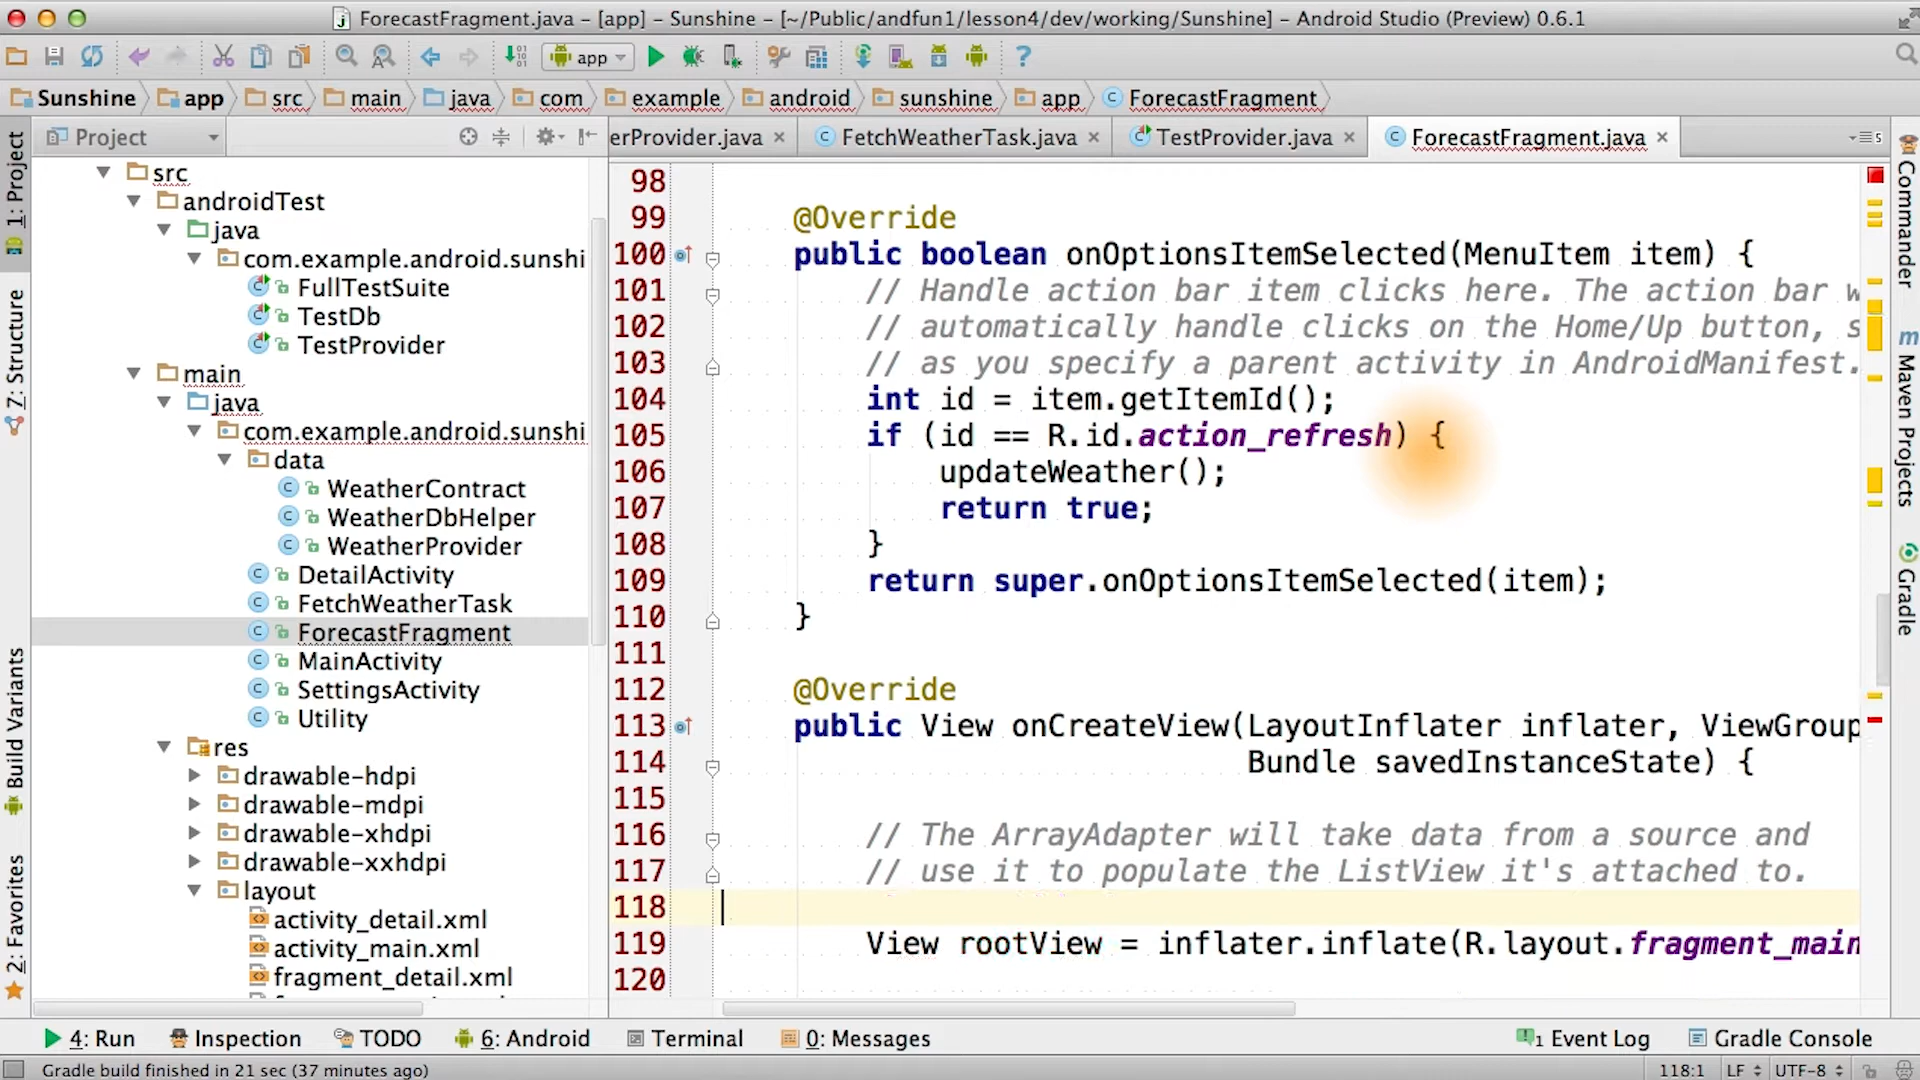 ForecastFragment.java - [app] - Sunshine - [~/Public/andfun1/lesson4/dev/working/Sunshine] - Android Studio (Preview) 0.6.1
app
Sunshine app src main java com example android sunshine app ForecastFragment
Project
erProvider.java FetchWeatherTask.java TestProvider.java ForecastFragment.java
1: Project
7: Structure
Build Variants
2: Favorites
src
androidTest
java
com.example.android.sunshi
FullTestSuite
TestDb
TestProvider
main
java
com.example.android.sunshi
data
WeatherContract
WeatherDbHelper
WeatherProvider
DetailActivity
FetchWeatherTask
ForecastFragment
MainActivity
SettingsActivity
Utility
res
drawable-hdpi
drawable-mdpi
drawable-xhdpi
drawable-xxhdpi
layout
activity_detail.xml
activity_main.xml
fragment_detail.xml
98
99 @Override
100 public boolean onOptionsItemSelected(MenuItem item) {
101 // Handle action bar item clicks here. The action bar w
102 // automatically handle clicks on the Home/Up button, s
103 // as you specify a parent activity in AndroidManifest.
104 int id = item.getItemId();
105 if (id == R.id.action_refresh) {
106 updateWeather();
107 return true;
108 }
109 return super.onOptionsItemSelected(item);
110 }
111
112 @Override
113 public View onCreateView(LayoutInflater inflater, ViewGroup
114 Bundle savedInstanceState) {
115
116 // The ArrayAdapter will take data from a source and
117 // use it to populate the ListView it's attached to.
118
119 View rootView = inflater.inflate(R.layout.fragment_main
120
Commander
Maven Projects
Gradle
4: Run Inspection TODO 6: Android Terminal 0: Messages 1 Event Log Gradle Console
Gradle build finished in 21 sec (37 minutes ago) 118:1 LF UTF-8